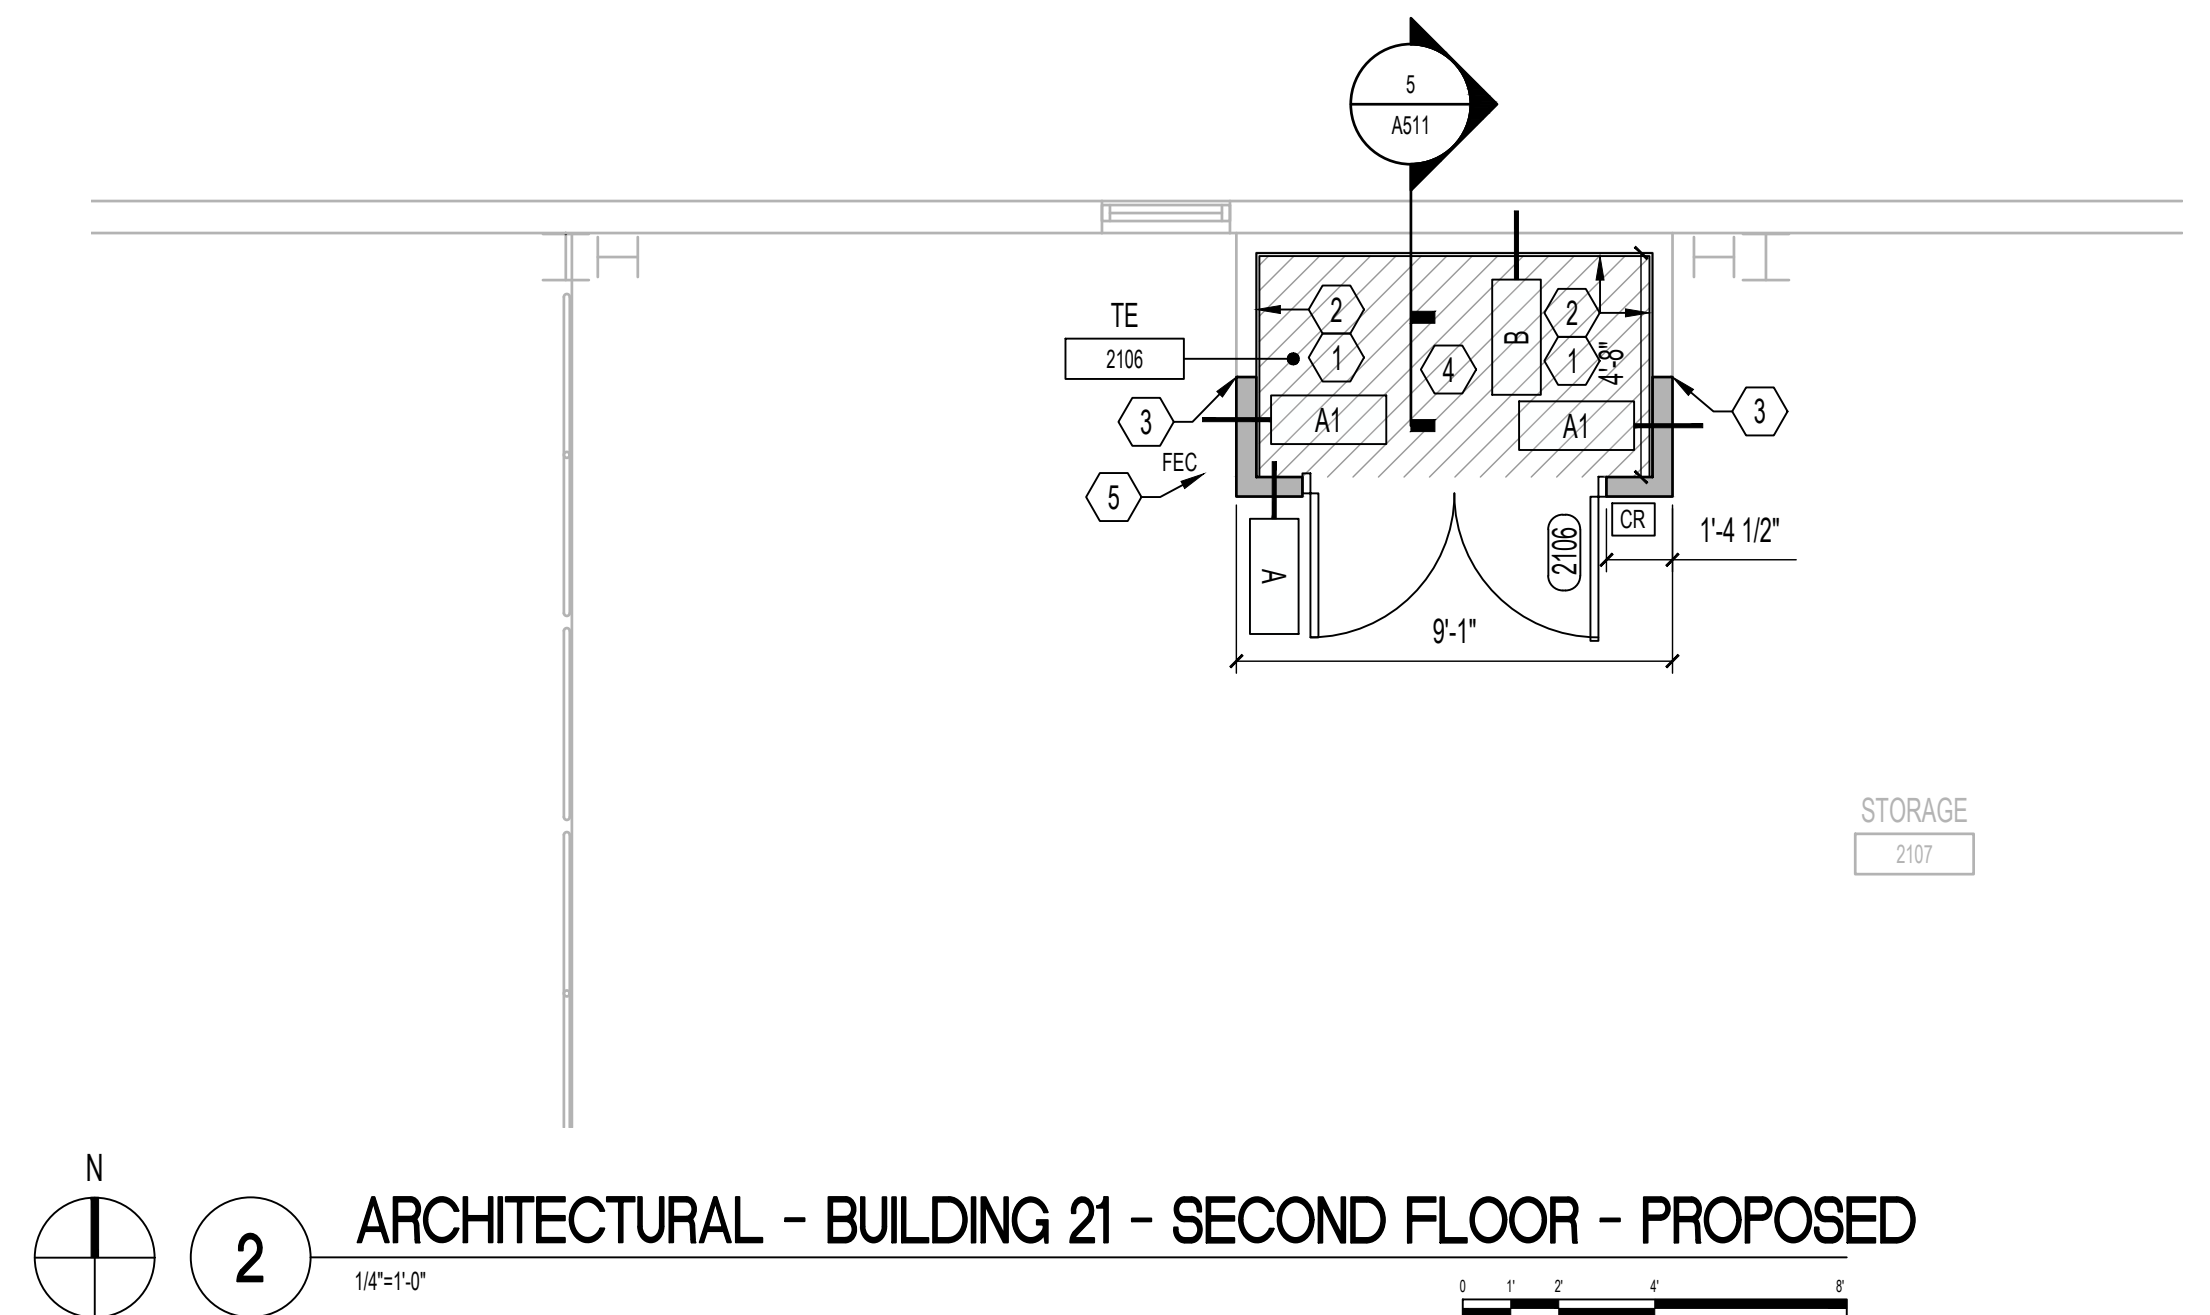 5
A511
TE
2106
2
1
4
B
2
1
4'-8"
3
A1
A1
3
FEC
5
A
2106
CR
1'-4 1/2"
9'-1"
STORAGE
2107
N
2
ARCHITECTURAL - BUILDING 21 - SECOND FLOOR - PROPOSED
1/4"=1'-0"
0 1' 2' 4' 8'